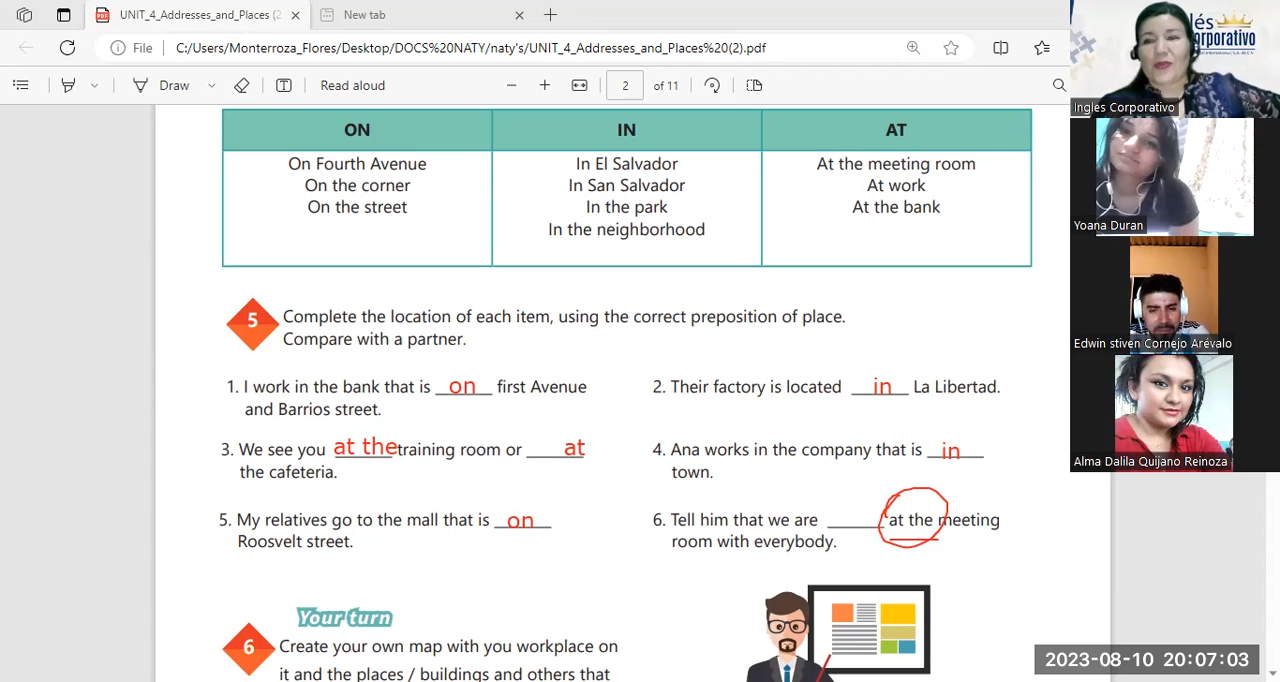 UNIT_4_Addresses_and_Places (2
New tab
File
C:/Users/Monterroza_Flores/Desktop/DOCS%20NATY/naty's/UNIT_4_Addresses_and_Places%20(2).pdf
Draw
Read aloud
2 of 11
ON IN AT
On Fourth Avenue
On the corner
On the street
In El Salvador
In San Salvador
In the park
In the neighborhood
At the meeting room
At work
At the bank
5
Complete the location of each item, using the correct preposition of place.
Compare with a partner.
1. I work in the bank that is on first Avenue
and Barrios street.
2. Their factory is located in La Libertad.
3. We see you at the training room or at
the cafeteria.
4. Ana works in the company that is in
town.
5. My relatives go to the mall that is on
Roosvelt street.
6. Tell him that we are ______ at the meeting
room with everybody.
Your turn
6
Create your own map with you workplace on
it and the places / buildings and others that
lés
orporativo
Ingles Corporativo
Yoana Duran
Edwin stiven Cornejo Arévalo
Alma Dalila Quijano Reinoza
2023-08-10 20:07:03